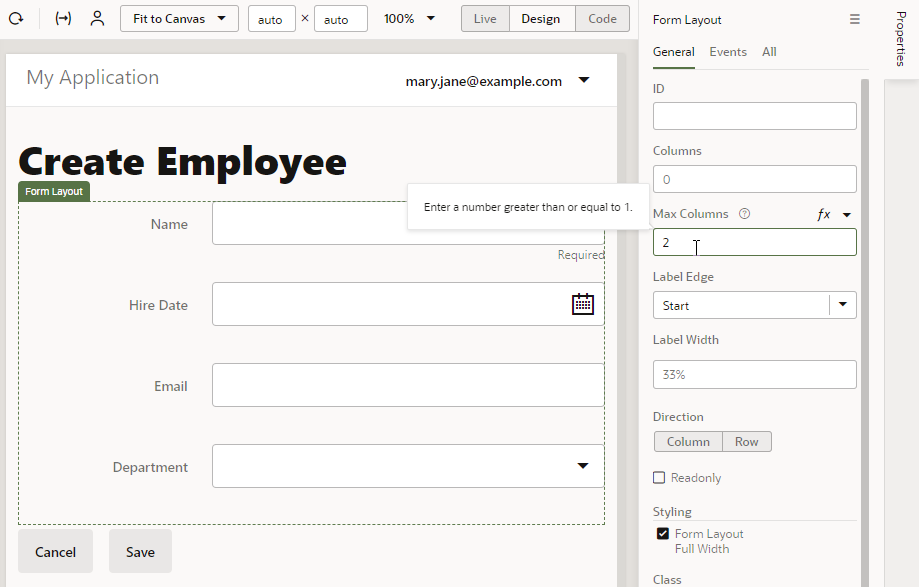 Fit to Canvas auto × auto 100% Live Design Code
My Application
mary.jane@example.com
Create Employee
Form Layout
Name
Required
Hire Date
Email
Department
Cancel Save
Enter a number greater than or equal to 1.
Form Layout
General Events All
ID
Columns
0
Max Columns ? fx
2
Label Edge
Start
Label Width
33%
Direction
Column Row
Readonly
Styling
Form Layout
Full Width
Class
Properties